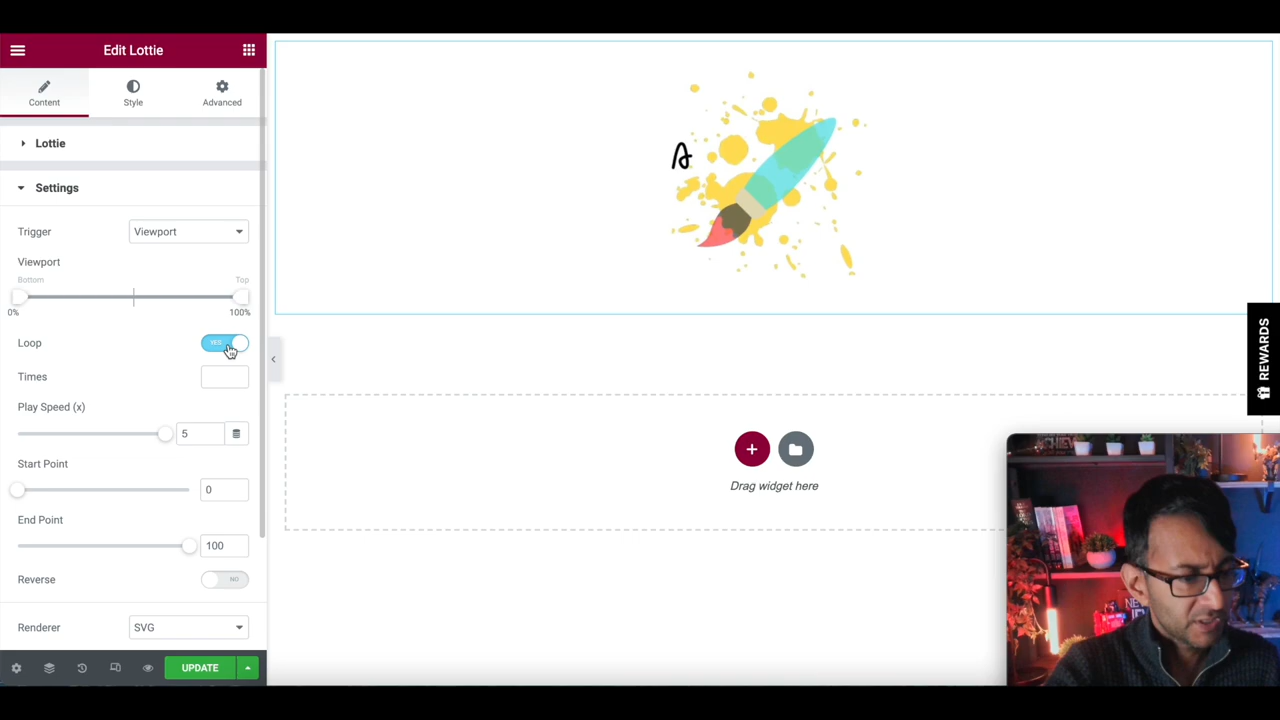 Edit Lottie
Content
Style
Advanced
Lottie
Settings
Trigger
Viewport
Viewport
Bottom
Top
0%
100%
Loop
YES
Times
Play Speed (x)
5
Start Point
0
End Point
100
Reverse
NO
Renderer
SVG
UPDATE
A
Drag widget here
REWARDS